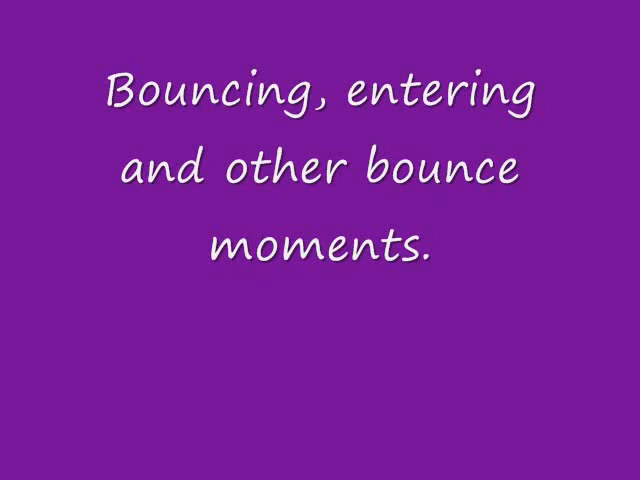 Bouncing, entering
and other bounce
moments.